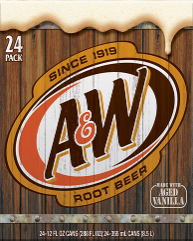 24
PACK
SINCE 1919
A&W
ROOT BEER
MADE WITH
AGED
VANILLA
24-12 FL OZ CANS (288 FL OZ) 24-355 mL CANS (8.5 L)